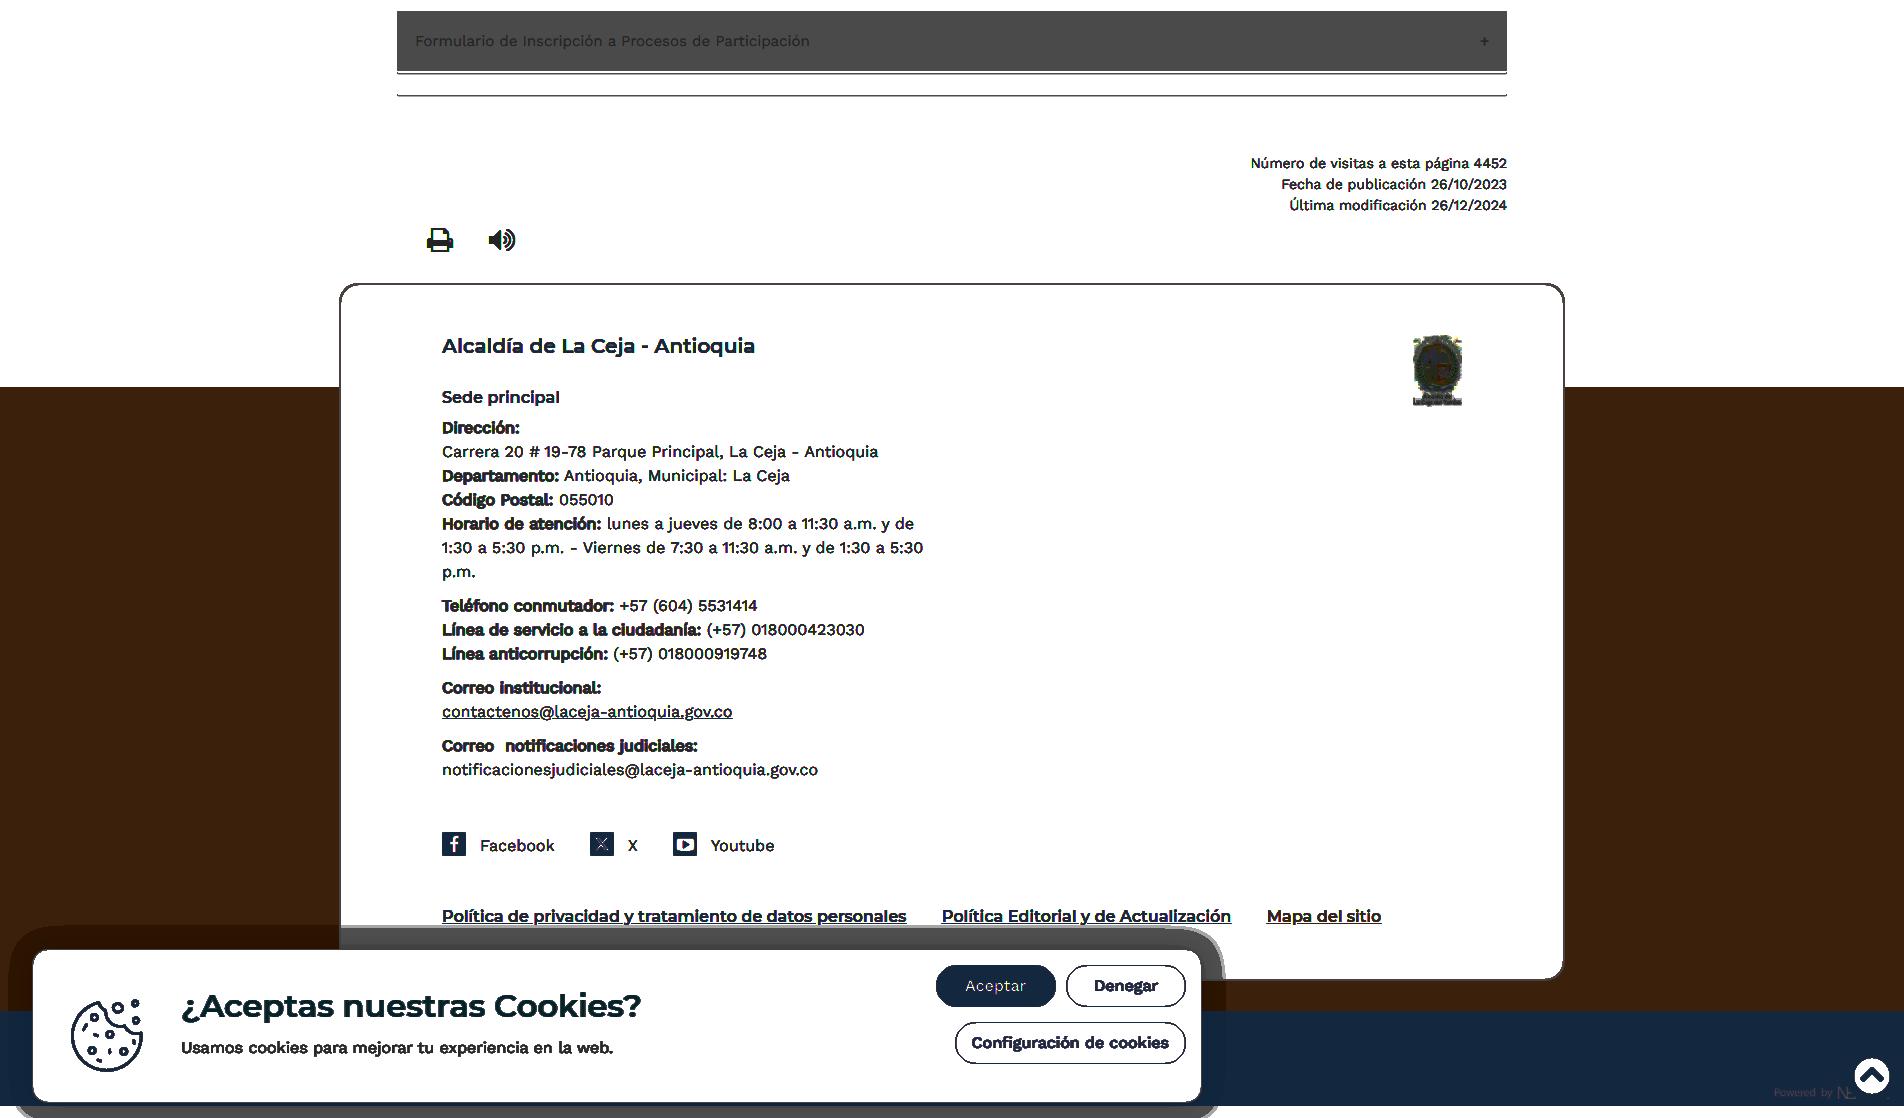 Formulario de Inscripción a Procesos de Participación +
Número de visitas a esta página 4452
Fecha de publicación 26/10/2023
Última modificación 26/12/2024
Alcaldía de La Ceja - Antioquia
Sede principal
Dirección:
Carrera 20 # 19-78 Parque Principal, La Ceja - Antioquia
Departamento: Antioquia, Municipal: La Ceja
Código Postal: 055010
Horario de atención: lunes a jueves de 8:00 a 11:30 a.m. y de
1:30 a 5:30 p.m. - Viernes de 7:30 a 11:30 a.m. y de 1:30 a 5:30
p.m.
Teléfono conmutador: +57 (604) 5531414
Línea de servicio a la ciudadanía: (+57) 018000423030
Línea anticorrupción: (+57) 018000919748
Correo institucional:
contactenos@laceja-antioquia.gov.co
Correo notificaciones judiciales:
notificacionesjudiciales@laceja-antioquia.gov.co
Facebook X Youtube
Política de privacidad y tratamiento de datos personales Política Editorial y de Actualización Mapa del sitio
¿Aceptas nuestras Cookies?
Usamos cookies para mejorar tu experiencia en la web.
Aceptar Denegar
Configuración de cookies
Powered by